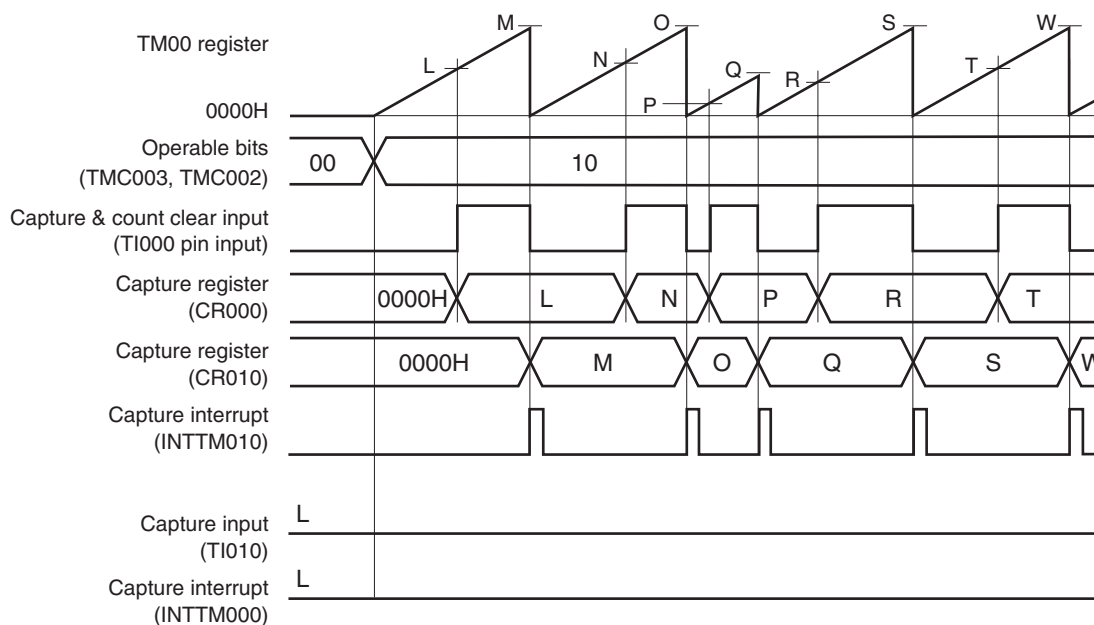 M O S W
TM00 register
L N Q R T
P
0000H
Operable bits
(TMC003, TMC002)
00 10
Capture & count clear input
(TI000 pin input)
Capture register
(CR000)
0000H L N P R T
Capture register
(CR010)
0000H M O Q S W
Capture interrupt
(INTTM010)
L
Capture input
(TI010)
L
Capture interrupt
(INTTM000)